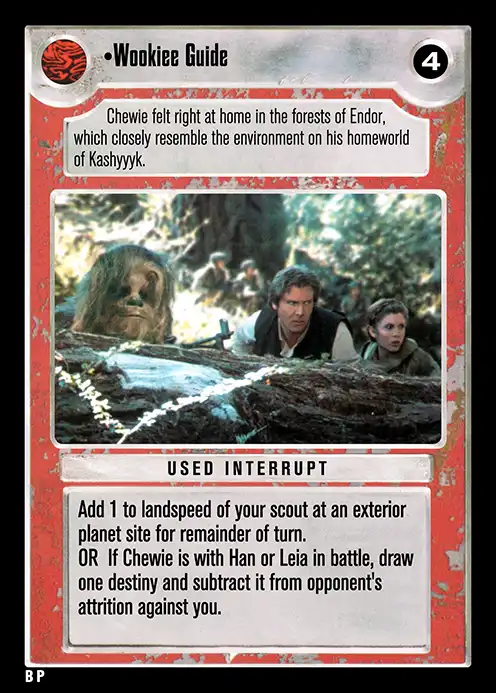 •Wookiee Guide
4
Chewie felt right at home in the forests of Endor,
which closely resemble the environment on his homeworld
of Kashyyyk.
USED INTERRUPT
Add 1 to landspeed of your scout at an exterior
planet site for remainder of turn.
OR If Chewie is with Han or Leia in battle, draw
one destiny and subtract it from opponent's
attrition against you.
B P